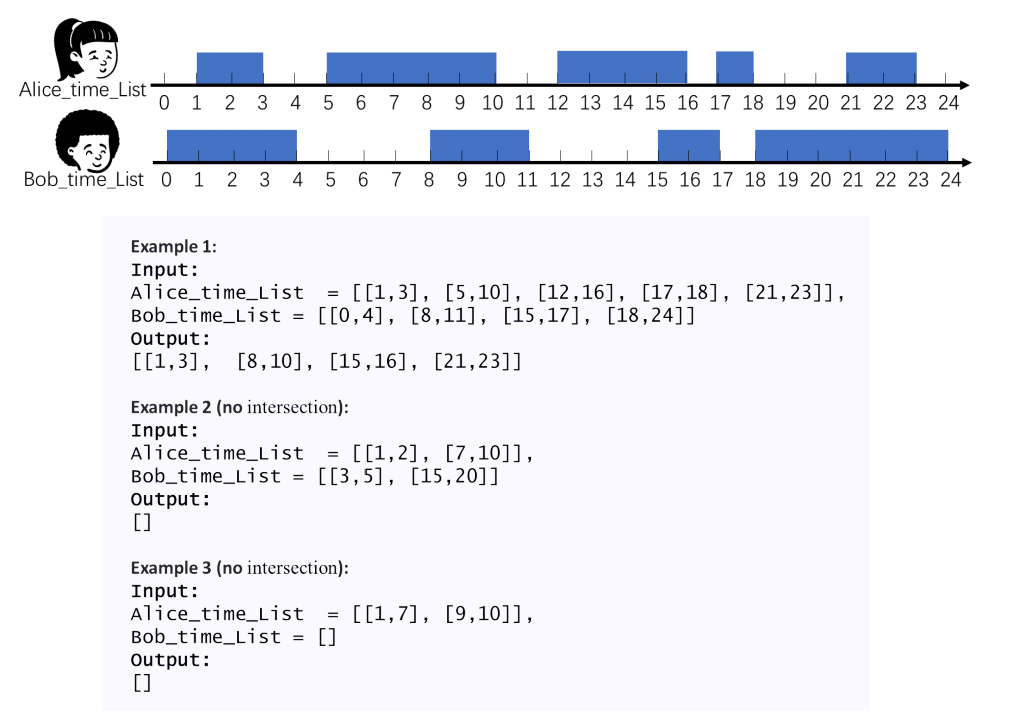 Alice_time_List 0 1 2 3 4 5 6 7 8 9 10 11 12 13 14 15 16 17 18 19 20 21 22 23 24
Bob_time_List 0 1 2 3 4 5 6 7 8 9 10 11 12 13 14 15 16 17 18 19 20 21 22 23 24
Example 1:
Input:
Alice_time_List = [[1,3], [5,10], [12,16], [17,18], [21,23]],
Bob_time_List = [[0,4], [8,11], [15,17], [18,24]]
Output:
[[1,3], [8,10], [15,16], [21,23]]
Example 2 (no intersection):
Input:
Alice_time_List = [[1,2], [7,10]],
Bob_time_List = [[3,5], [15,20]]
Output:
[]
Example 3 (no intersection):
Input:
Alice_time_List = [[1,7], [9,10]],
Bob_time_List = []
Output:
[]